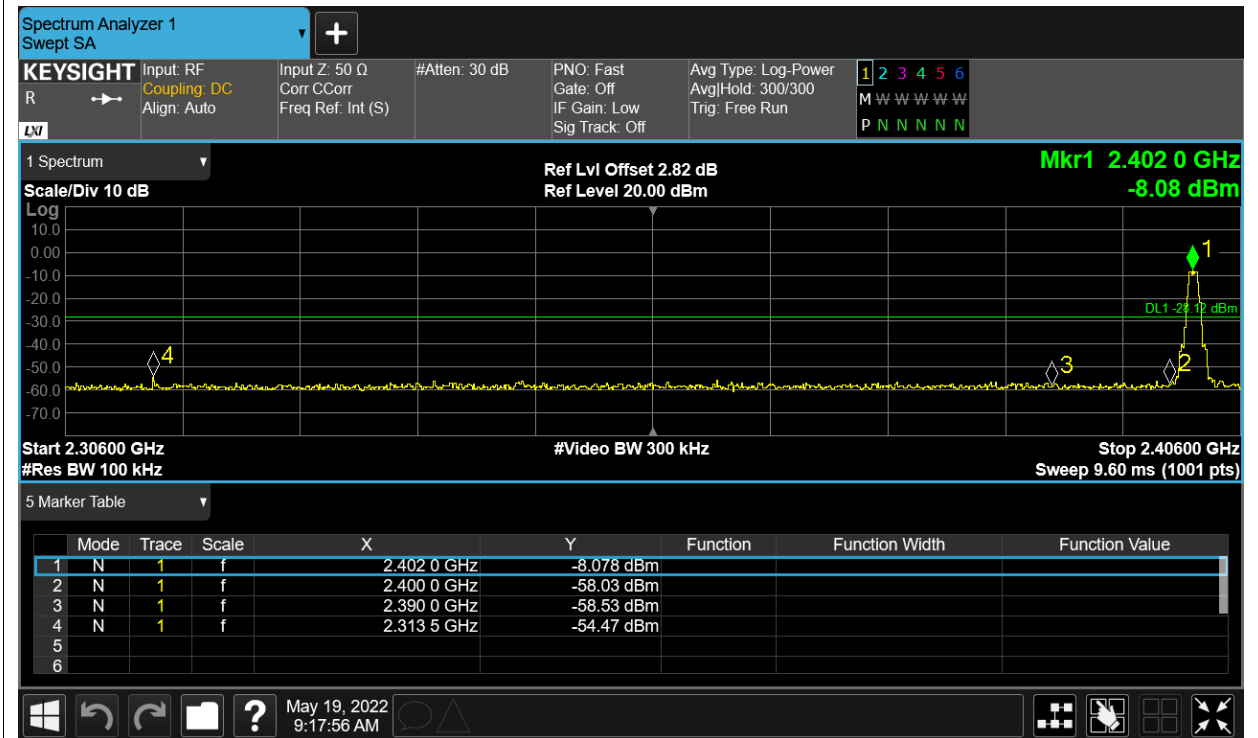 Spectrum Analyzer 1
Swept SA
+
KEYSIGHT Input: RF Input Z: 50 Ω #Atten: 30 dB PNO: Fast Avg Type: Log-Power 1 2 3 4 5 6
R Coupling: DC Corr CCorr Gate: Off Avg|Hold: 300/300 M W W W W W W
Align: Auto Freq Ref: Int (S) IF Gain: Low Trig: Free Run P N N N N N N
LXI Sig Track: Off
1 Spectrum Ref Lvl Offset 2.82 dB Mkr1 2.402 0 GHz
Scale/Div 10 dB Ref Level 20.00 dBm -8.08 dBm
Log
10.0
0.00 1
-10.0
-20.0
DL1 -28.12 dBm
-30.0
-40.0
4 3 2
-50.0
-60.0
-70.0
Start 2.30600 GHz #Video BW 300 kHz Stop 2.40600 GHz
#Res BW 100 kHz Sweep 9.60 ms (1001 pts)
5 Marker Table
Mode Trace Scale X Y Function Function Width Function Value
1 N 1 f 2.402 0 GHz -8.078 dBm
2 N 1 f 2.400 0 GHz -58.03 dBm
3 N 1 f 2.390 0 GHz -58.53 dBm
4 N 1 f 2.313 5 GHz -54.47 dBm
5
6
? May 19, 2022
9:17:56 AM